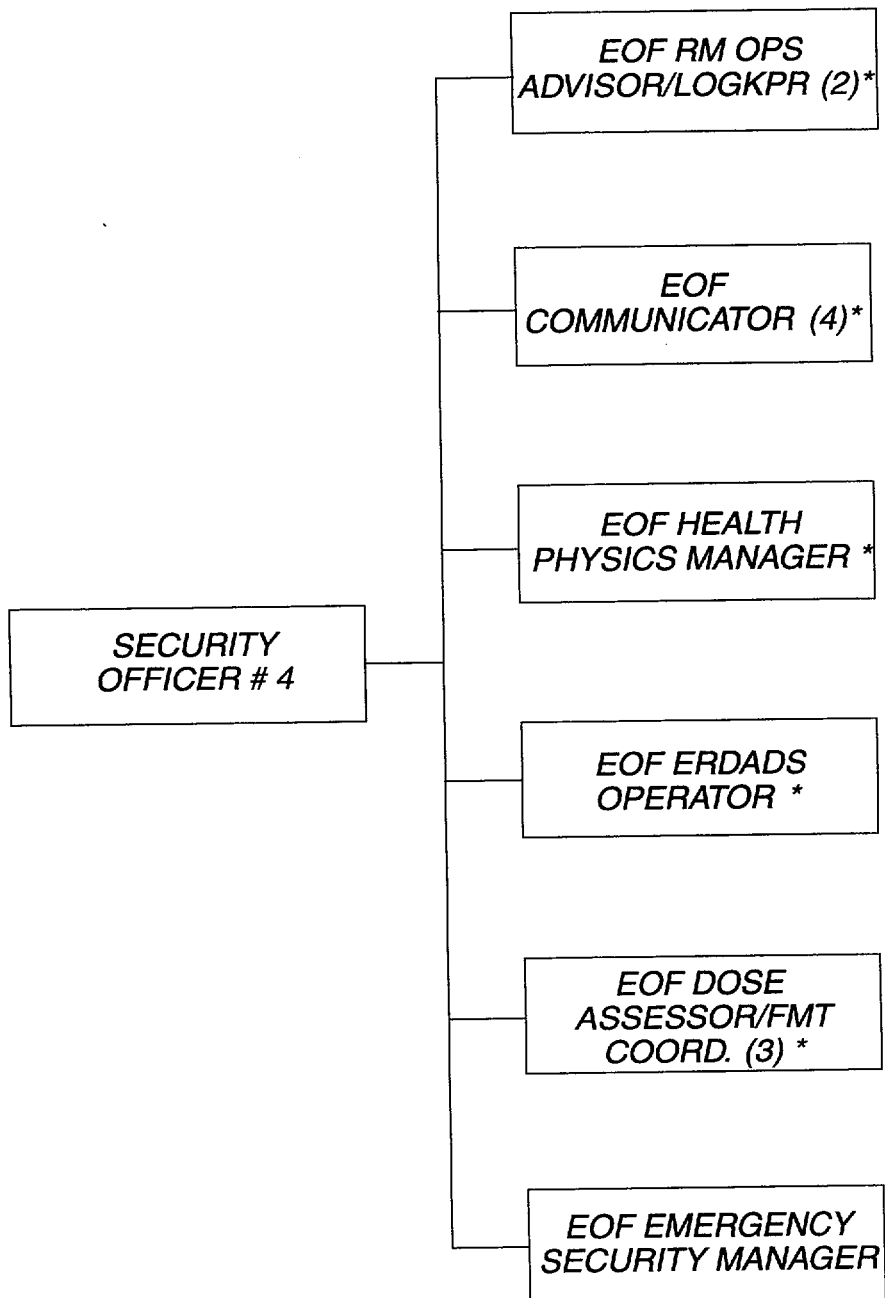 EOF RM OPS
ADVISOR/LOGKPR (2)*
EOF
COMMUNICATOR (4)*
EOF HEALTH
PHYSICS MANAGER *
SECURITY
OFFICER # 4
EOF ERDADS
OPERATOR *
EOF DOSE
ASSESSOR/FMT
COORD. (3) *
EOF EMERGENCY
SECURITY MANAGER